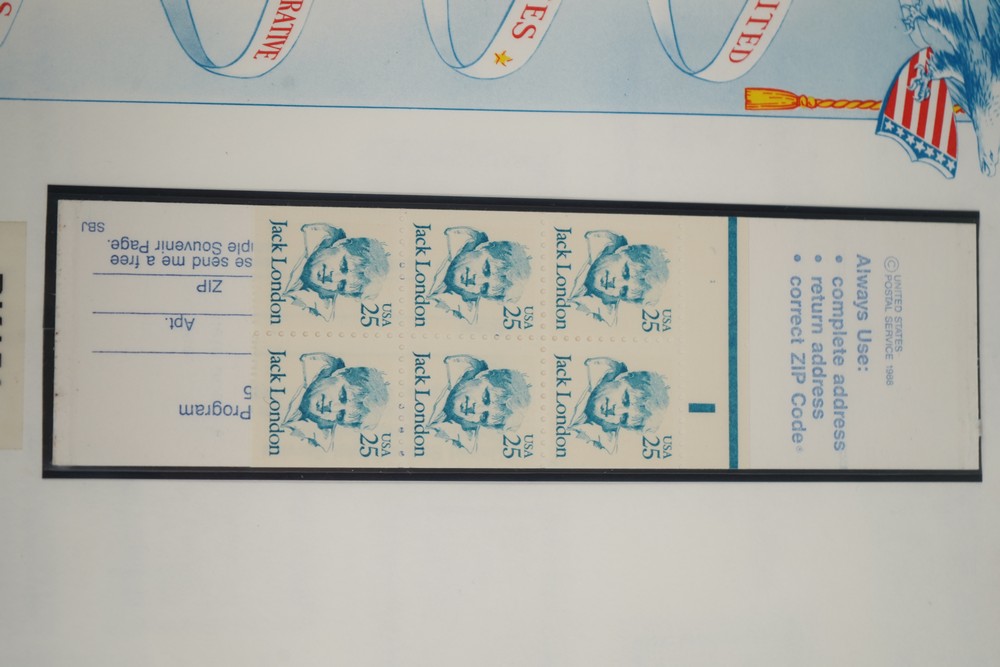 UNITED
ES
RATIVE
S
SBJ
se send me a free
ple Souvenir Page.
ZIP
Apt.
Program
Jack London
USA
25
Jack London
USA
25
Jack London
USA
25
Jack London
USA
25
Jack London
USA
25
Jack London
USA
25
Always Use:
• complete address
• return address
• correct ZIP Code®
© UNITED STATES
POSTAL SERVICE 1988